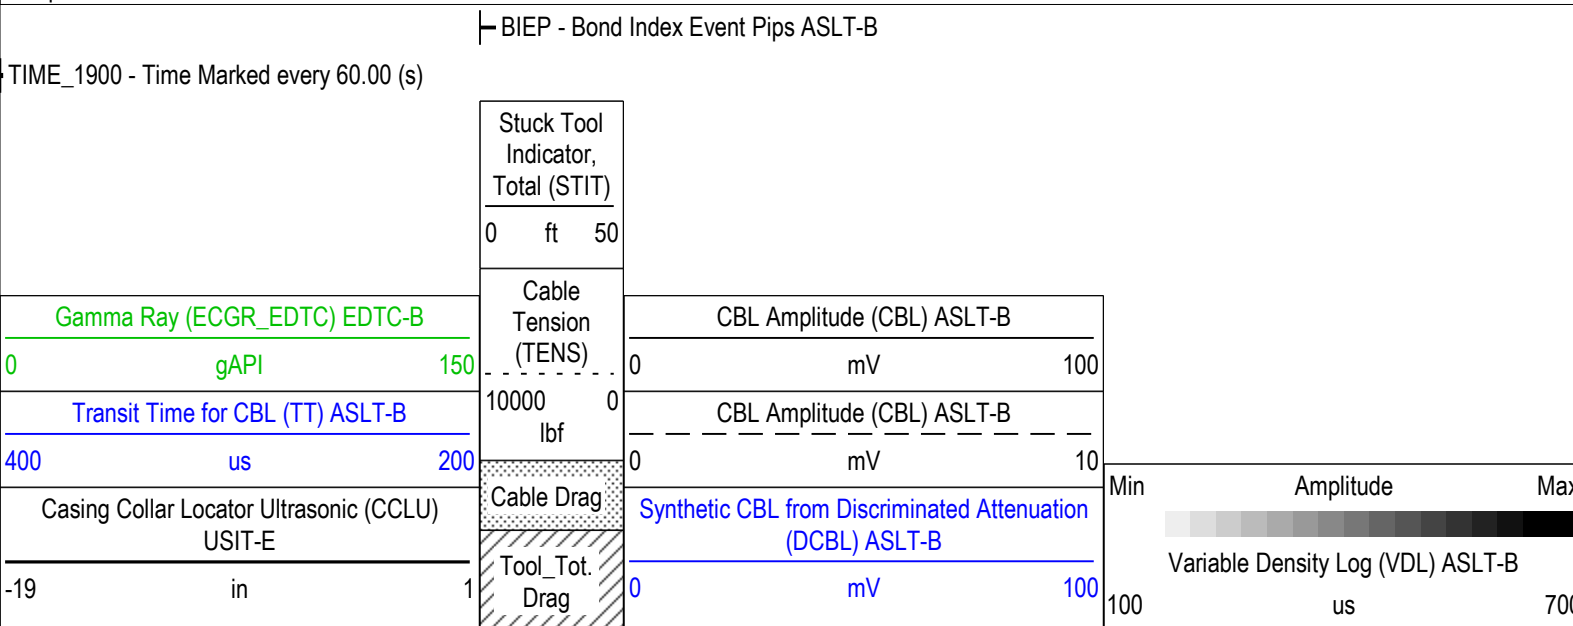 BIEP - Bond Index Event Pips ASLT-B
TIME_1900 - Time Marked every 60.00 (s)
Stuck Tool
Indicator,
Total (STIT)
0 ft 50
Cable
Tension
(TENS)
10000 0
lbf
Cable Drag
Tool_Tot.
Drag
Gamma Ray (ECGR_EDTC) EDTC-B
0 gAPI 150
Transit Time for CBL (TT) ASLT-B
400 us 200
Casing Collar Locator Ultrasonic (CCLU)
USIT-E
-19 in 1
CBL Amplitude (CBL) ASLT-B
0 mV 100
CBL Amplitude (CBL) ASLT-B
0 mV 10
Synthetic CBL from Discriminated Attenuation
(DCBL) ASLT-B
0 mV 100
Min Amplitude Max
Variable Density Log (VDL) ASLT-B
100 us 700